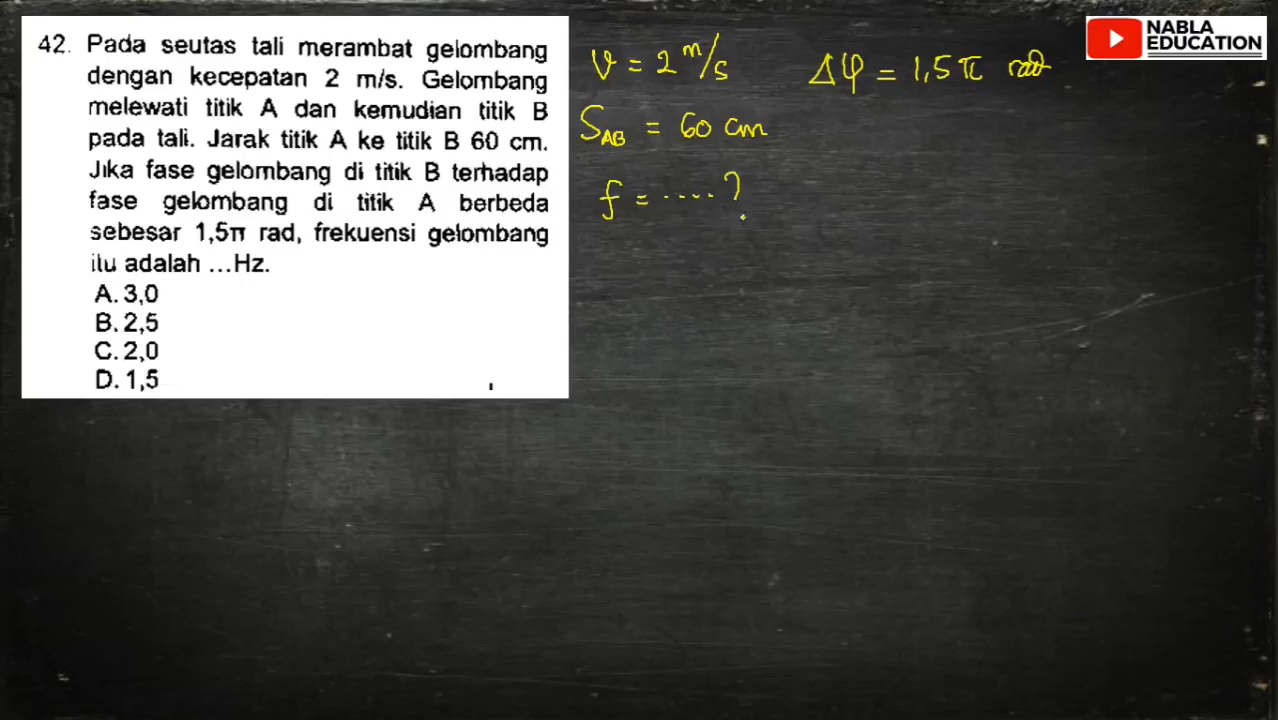 42. Pada seutas tali merambat gelombang
dengan kecepatan 2 m/s. Gelombang
melewati titik A dan kemudian titik B
pada tali. Jarak titik A ke titik B 60 cm.
Jika fase gelombang di titik B terhadap
fase gelombang di titik A berbeda
sebesar 1,5π rad, frekuensi gelombang
itu adalah ...Hz.
A. 3,0
B. 2,5
C. 2,0
D. 1,5
v = 2 m/s
S_AB = 60 cm
f = ..... ?
Δφ = 1,5 π rad
NABLA
EDUCATION